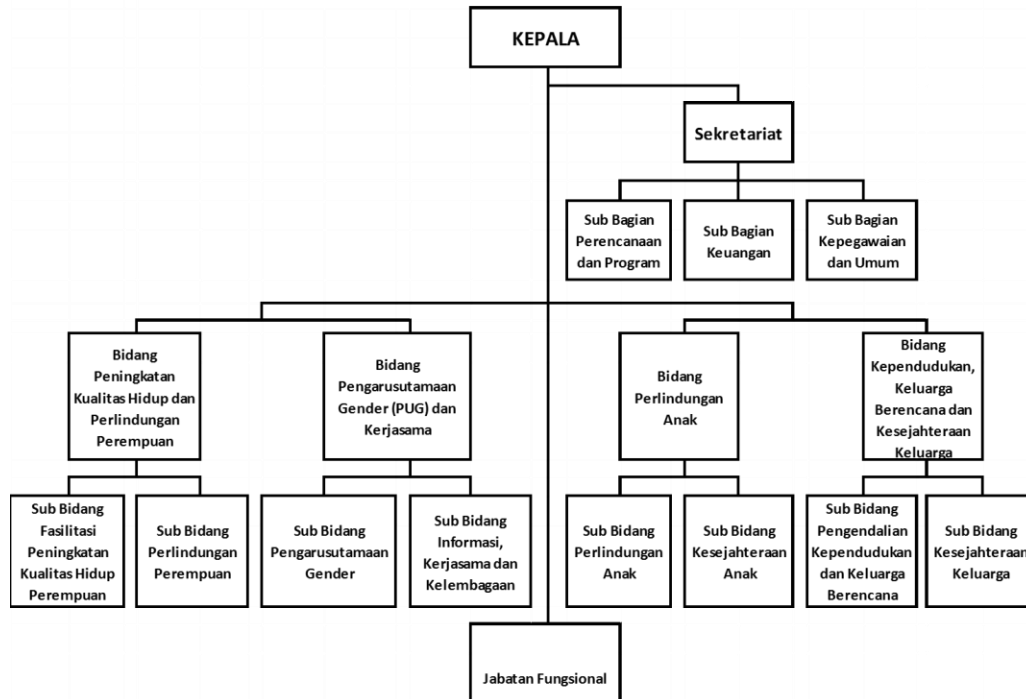 KEPALA
Sekretariat
Sub Bagian
Perencanaan
dan Program
Sub Bagian
Keuangan
Sub Bagian
Kepegawaian
dan Umum
Bidang
Peningkatan
Kualitas Hidup dan
Perlindungan
Perempuan
Bidang
Pengarusutamaan
Gender (PUG) dan
Kerjasama
Bidang
Perlindungan
Anak
Bidang
Kependudukan,
Keluarga
Berencana dan
Kesejahteraan
Keluarga
Sub Bidang
Fasilitasi
Peningkatan
Kualitas Hidup
Perempuan
Sub Bidang
Perlindungan
Perempuan
Sub Bidang
Pengarusutamaan
Gender
Sub Bidang
Informasi,
Kerjasama dan
Kelembagaan
Sub Bidang
Perlindungan
Anak
Sub Bidang
Kesejahteraan
Anak
Sub Bidang
Pengendalian
Kependudukan
dan Keluarga
Berencana
Sub Bidang
Kesejahteraan
Keluarga
Jabatan Fungsional